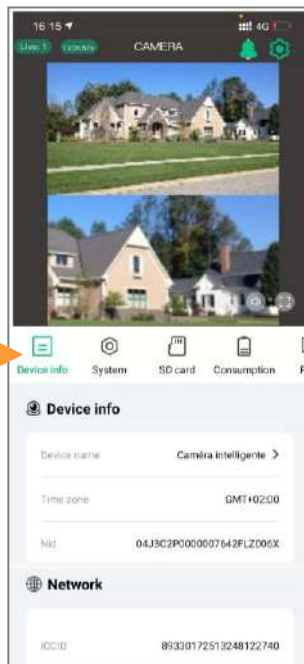 16:15 4G
Live: 1
CAMERA
Device info System SD card Consumption
Device info
Device name Caméra intelligente >
Time zone GMT+02:00
Nid 04J3C2P0000007642FLZ006X
Network
ICCID 89330172513248122740